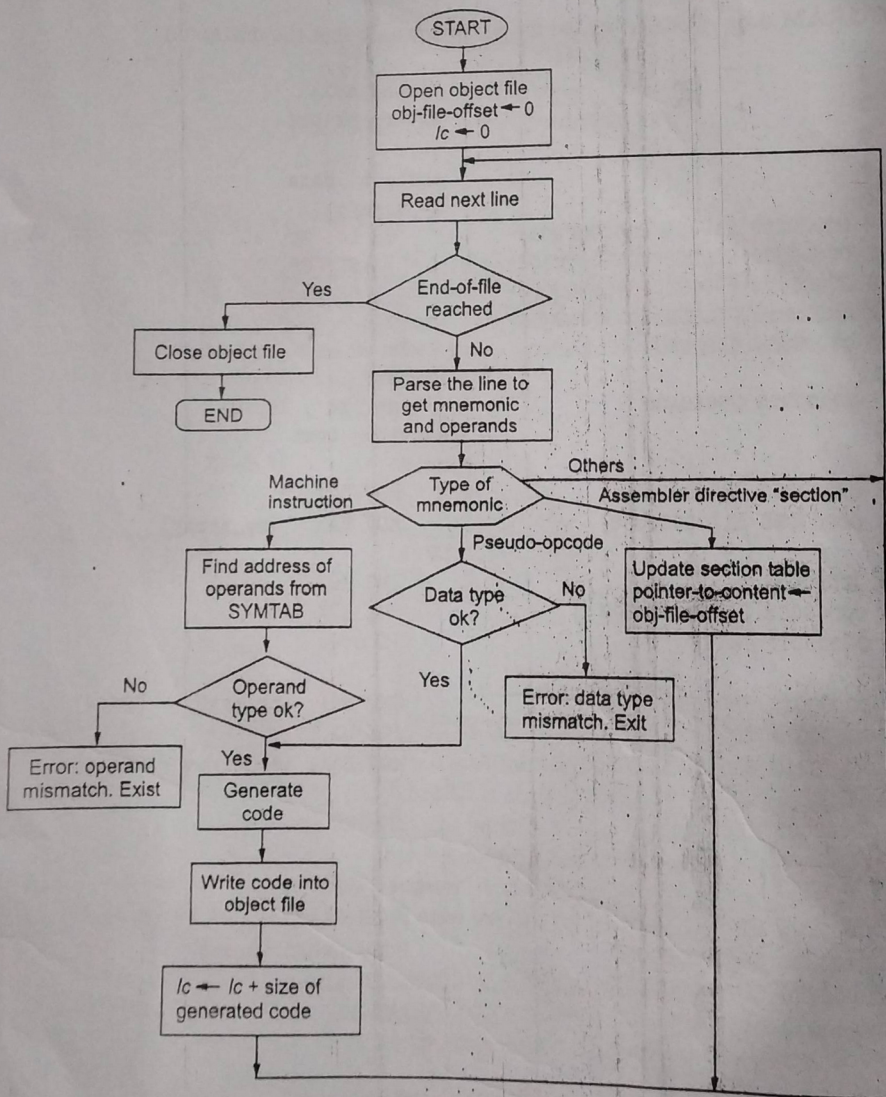 START
Open object file
obj-file-offset ← 0
lc ← 0
Read next line
End-of-file
reached
Yes
No
Close object file
END
Parse the line to
get mnemonic
and operands
Type of
mnemonic
Others
Assembler directive "section"
Machine
instruction
Pseudo-opcode
Find address of
operands from
SYMTAB
Data type
ok?
No
Yes
Update section table
pointer-to-content ←
obj-file-offset
Error: data type
mismatch. Exit
Operand
type ok?
No
Yes
Error: operand
mismatch. Exist
Generate
code
Write code into
object file
lc ← lc + size of
generated code